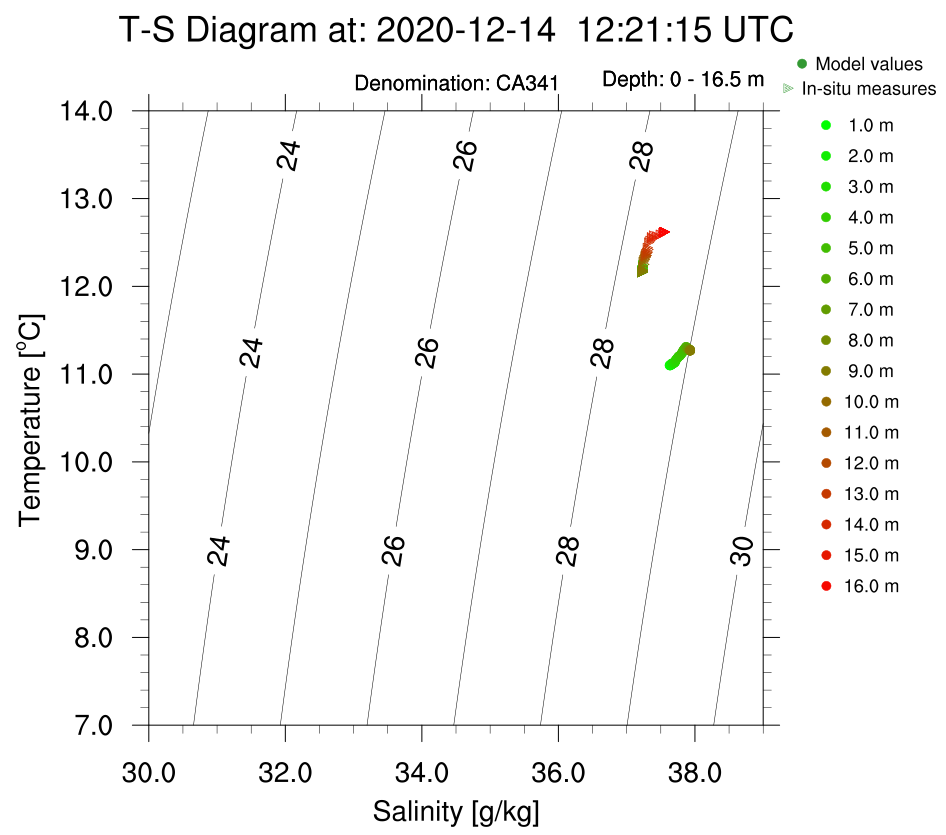 T-S Diagram at: 2020-12-14 12:21:15 UTC
Denomination: CA341
Depth: 0 - 16.5 m
Model values
In-situ measures
1.0 m
2.0 m
3.0 m
4.0 m
5.0 m
6.0 m
7.0 m
8.0 m
9.0 m
10.0 m
11.0 m
12.0 m
13.0 m
14.0 m
15.0 m
16.0 m
14.0
13.0
12.0
11.0
10.0
9.0
8.0
7.0
Temperature [°C]
24
26
28
24
26
28
24
26
28
30
30.0
32.0
34.0
36.0
38.0
Salinity [g/kg]